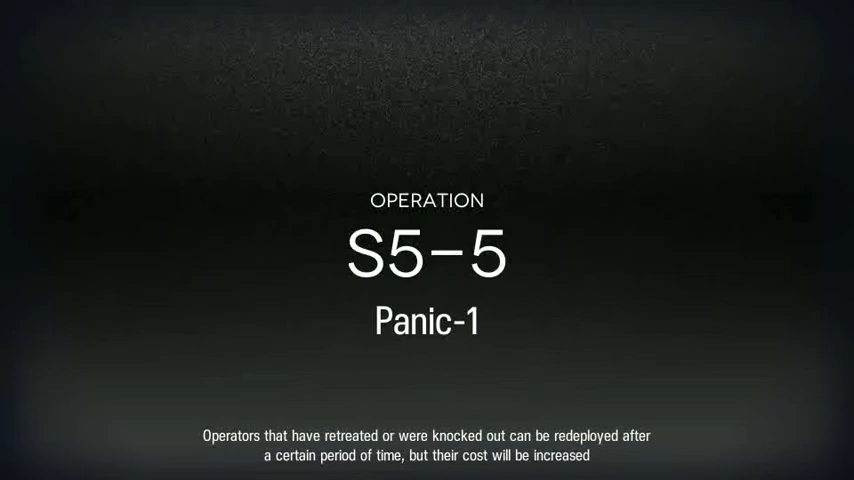 OPERATION
S5-5
Panic-1
Operators that have retreated or were knocked out can be redeployed after
a certain period of time, but their cost will be increased